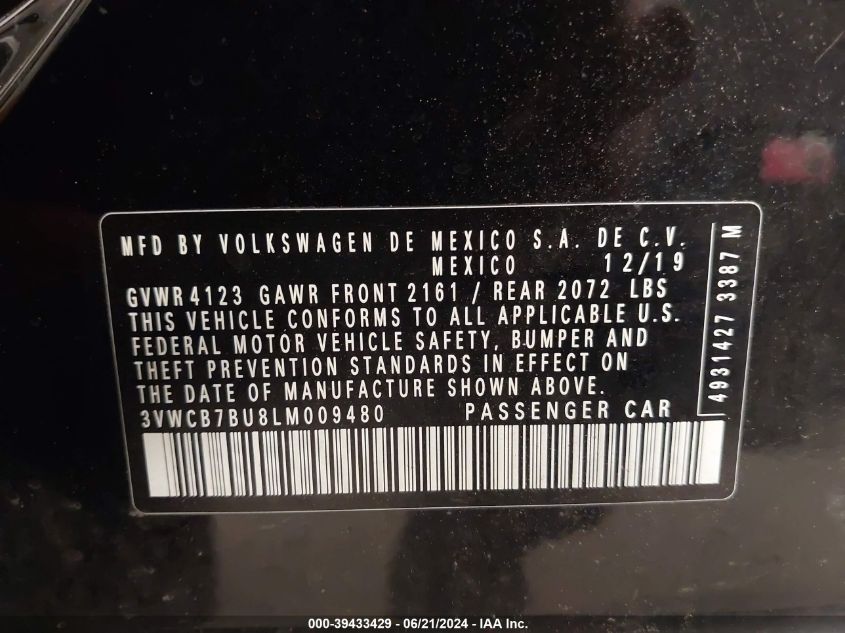 MFD BY VOLKSWAGEN DE MEXICO S.A. DE C.V.
MEXICO 12/19
GVWR 4123 GAWR FRONT 2161 / REAR 2072 LBS
THIS VEHICLE CONFORMS TO ALL APPLICABLE U.S.
FEDERAL MOTOR VEHICLE SAFETY, BUMPER AND
THEFT PREVENTION STANDARDS IN EFFECT ON
THE DATE OF MANUFACTURE SHOWN ABOVE.
3VWCB7BU8LM009480 PASSENGER CAR
4931427 3387 M
000-39433429 - 06/21/2024 - IAA Inc.